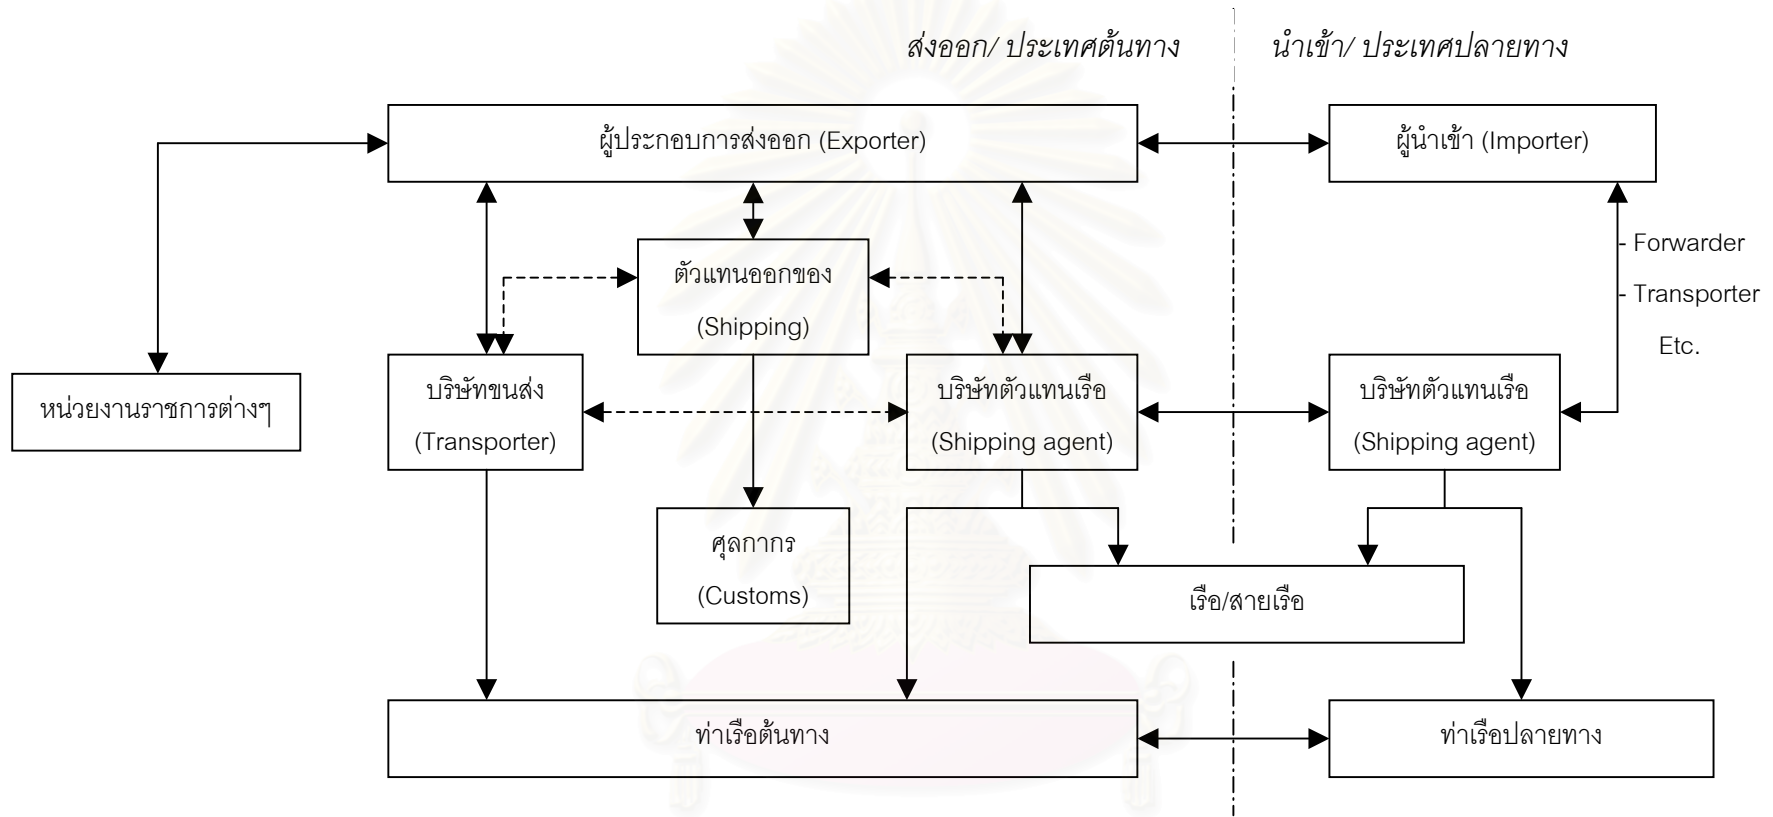 ส่งออก/ ประเทศต้นทาง
นำเข้า/ ประเทศปลายทาง
ผู้ประกอบการส่งออก (Exporter)
ผู้นำเข้า (Importer)
- Forwarder
- Transporter
Etc.
ตัวแทนออกของ
(Shipping)
หน่วยงานราชการต่างๆ
บริษัทขนส่ง
(Transporter)
บริษัทตัวแทนเรือ
(Shipping agent)
บริษัทตัวแทนเรือ
(Shipping agent)
ศุลกากร
(Customs)
เรือ/สายเรือ
ท่าเรือต้นทาง
ท่าเรือปลายทาง